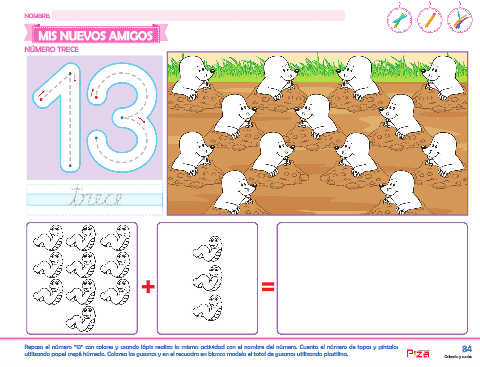 NOMBRE:
MIS NUEVOS AMIGOS
NÚMERO TRECE
13
trece
+
=
Repasa el número "13" con colores y usando lápiz realiza la misma actividad con el nombre del número. Cuenta el número de topos y píntalos
utilizando papel crepé húmedo. Colorea los gusanos y en el recuadro en blanco modela el total de gusanos utilizando plastilina.
84